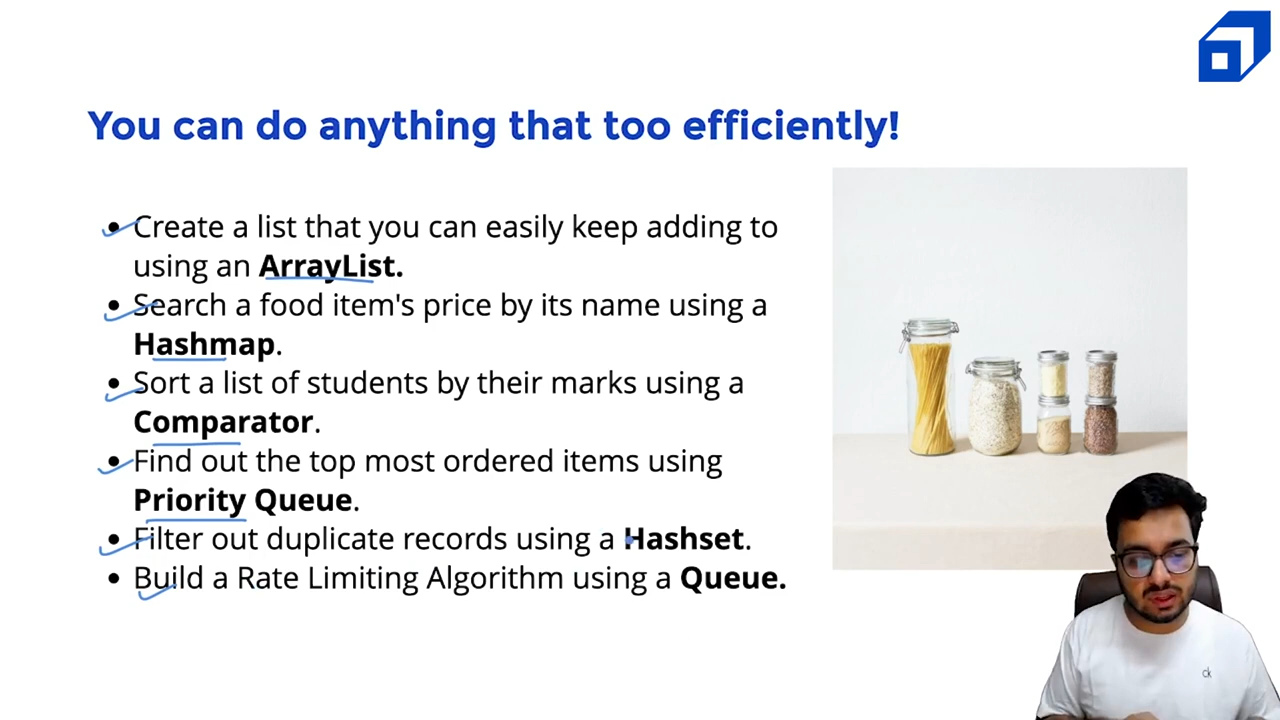 You can do anything that too efficiently!
• Create a list that you can easily keep adding to
using an ArrayList.
• Search a food item's price by its name using a
Hashmap.
• Sort a list of students by their marks using a
Comparator.
• Find out the top most ordered items using
Priority Queue.
• Filter out duplicate records using a Hashset.
• Build a Rate Limiting Algorithm using a Queue.
ck